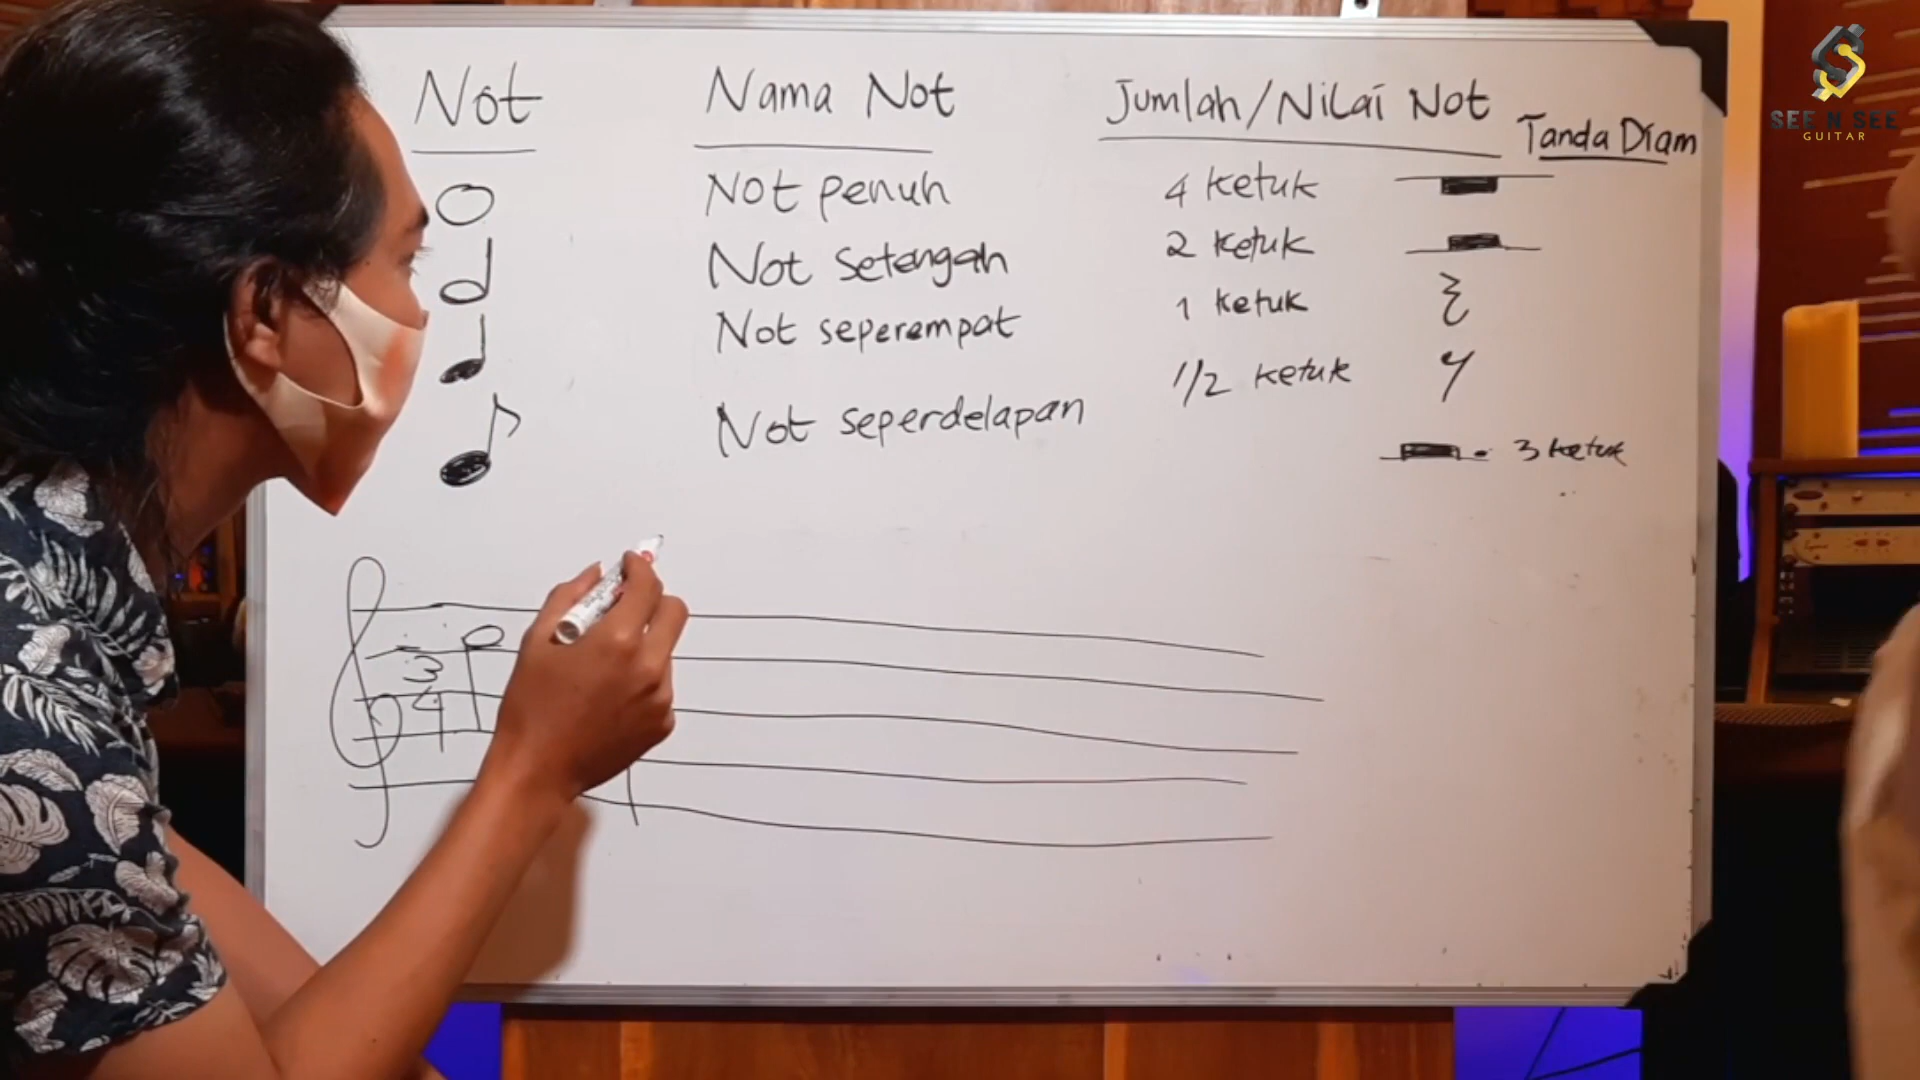 Not Nama Not Jumlah/Nilai Not Tanda Diam
Not penuh 4 ketuk
Not setengah 2 ketuk
Not seperempat 1 ketuk
Not seperdelapan 1/2 ketuk
3 ketuk
3
4
SEE N SEE
GUITAR